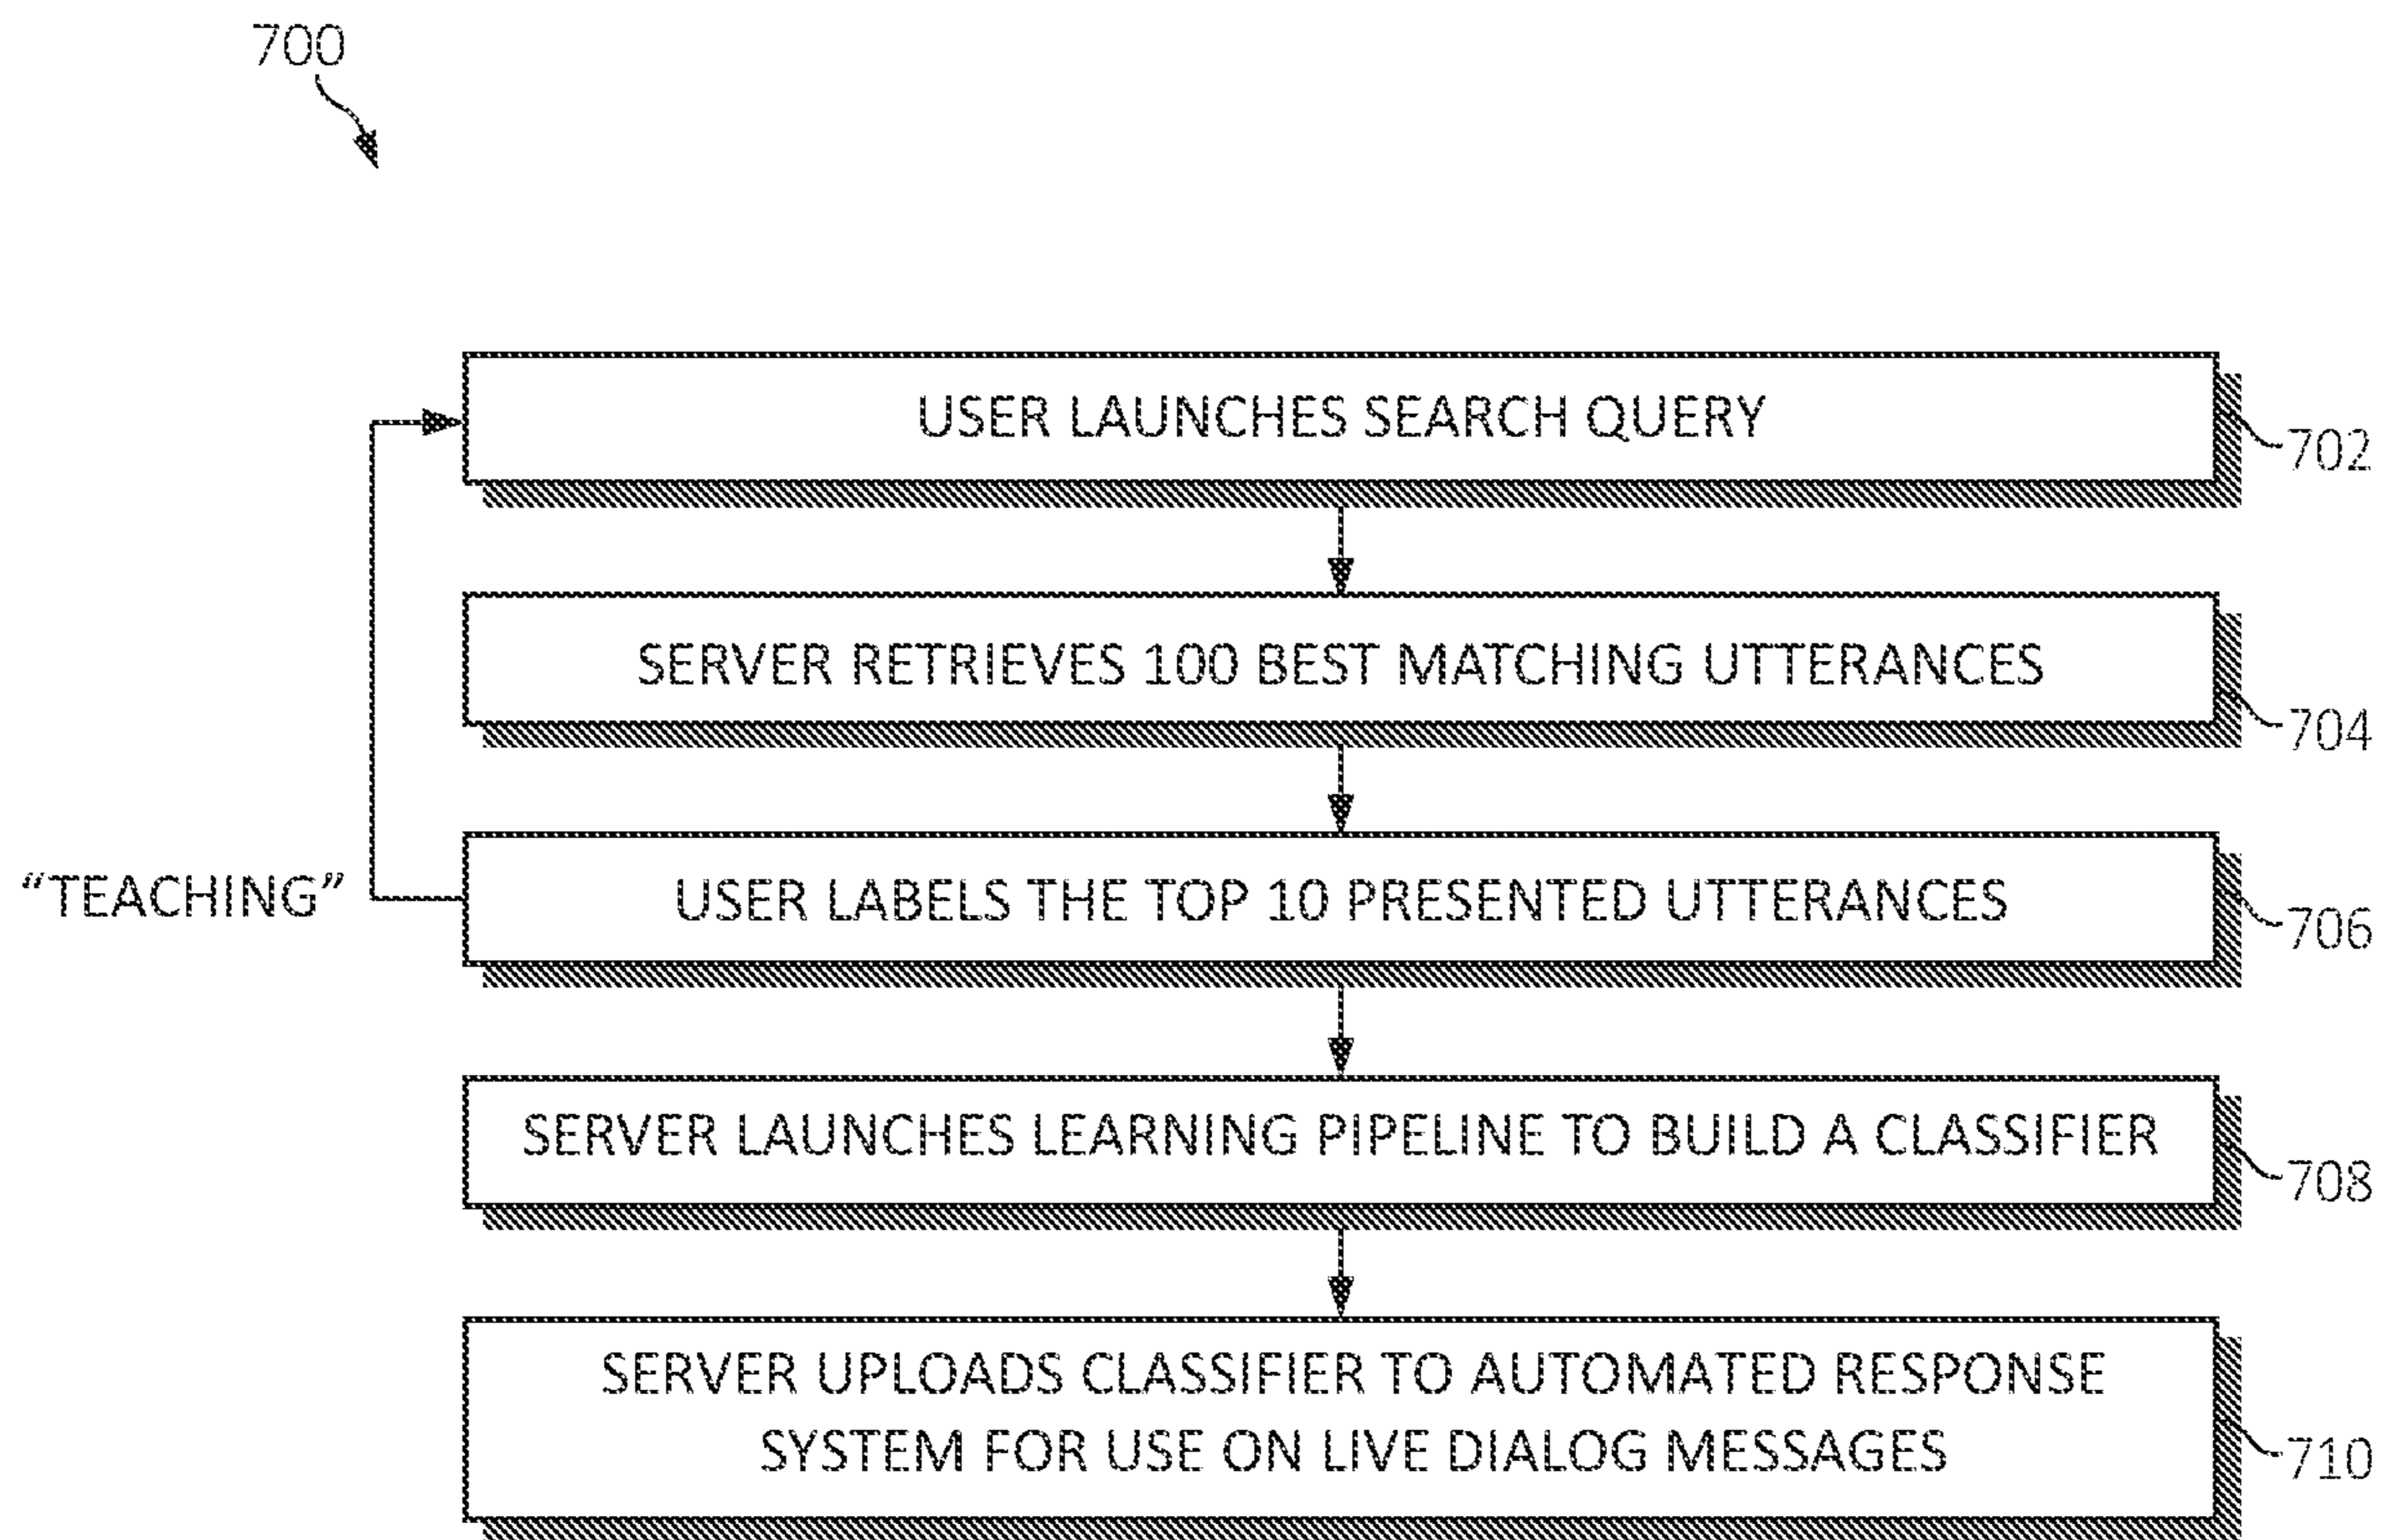 700
USER LAUNCHES SEARCH QUERY
702
SERVER RETRIEVES 100 BEST MATCHING UTTERANCES
704
“TEACHING”
USER LABELS THE TOP 10 PRESENTED UTTERANCES
706
SERVER LAUNCHES LEARNING PIPELINE TO BUILD A CLASSIFIER
708
SERVER UPLOADS CLASSIFIER TO AUTOMATED RESPONSE
SYSTEM FOR USE ON LIVE DIALOG MESSAGES
710